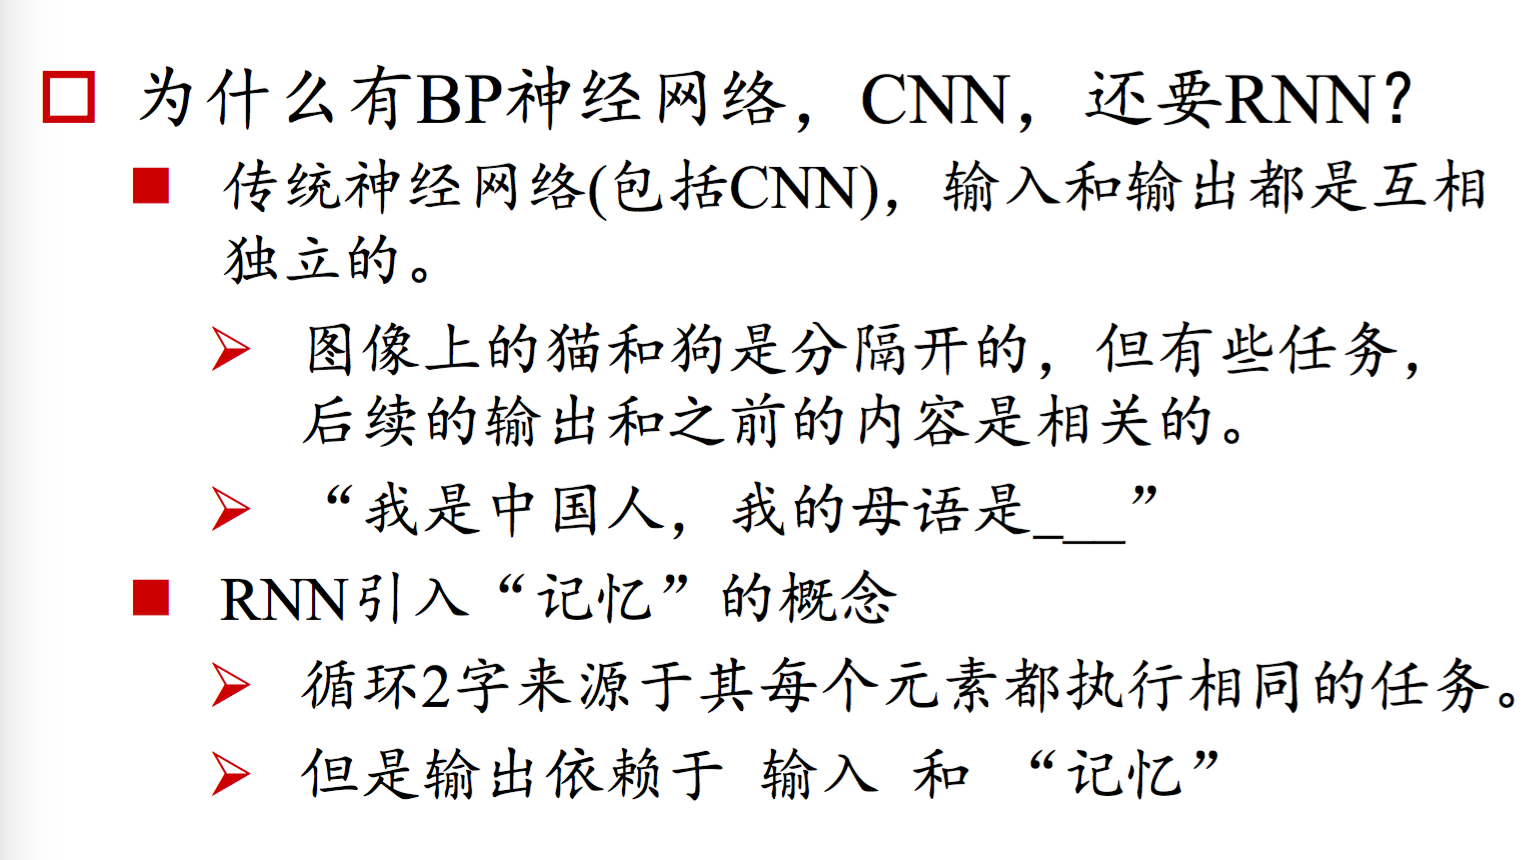 为什么有BP神经网络，CNN，还要RNN？
传统神经网络(包括CNN)，输入和输出都是互相
独立的。
图像上的猫和狗是分隔开的，但有些任务，
后续的输出和之前的内容是相关的。
“我是中国人，我的母语是___”
RNN引入“记忆”的概念
循环2字来源于其每个元素都执行相同的任务。
但是输出依赖于 输入 和 “记忆”